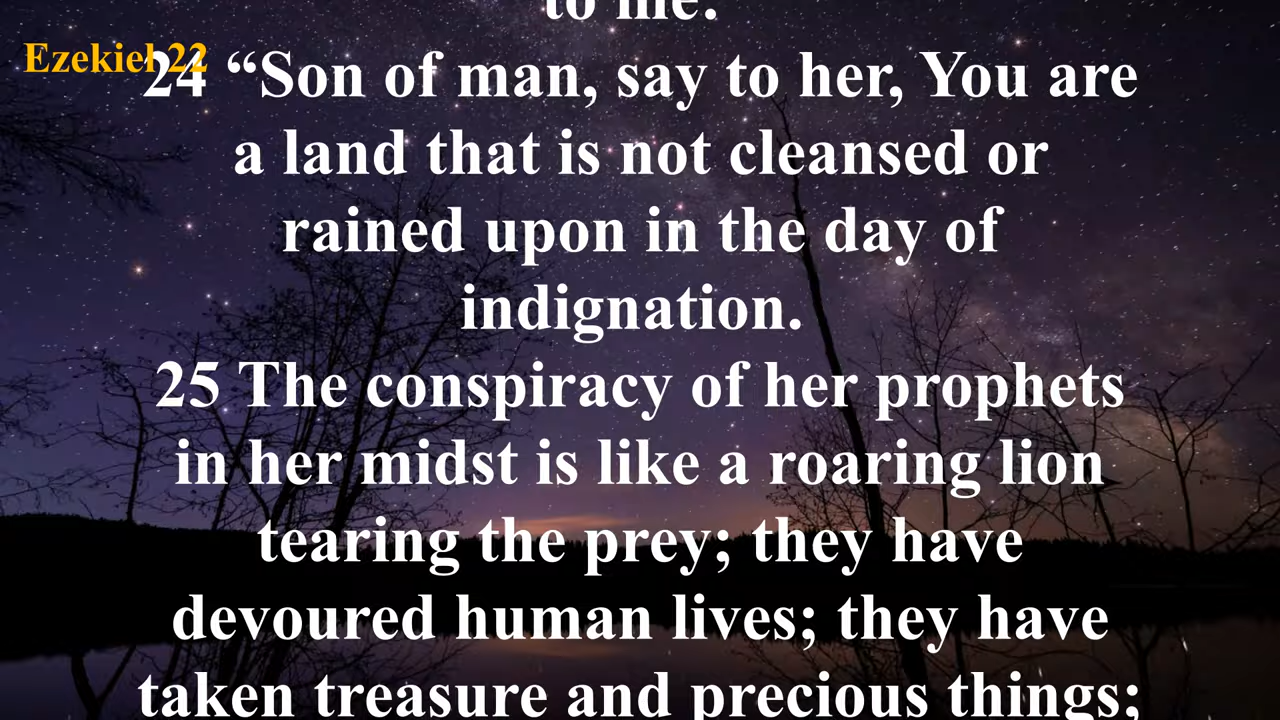 to me:
Ezekiel 22
24 “Son of man, say to her, You are
a land that is not cleansed or
rained upon in the day of
indignation.
25 The conspiracy of her prophets
in her midst is like a roaring lion
tearing the prey; they have
devoured human lives; they have
taken treasure and precious things;